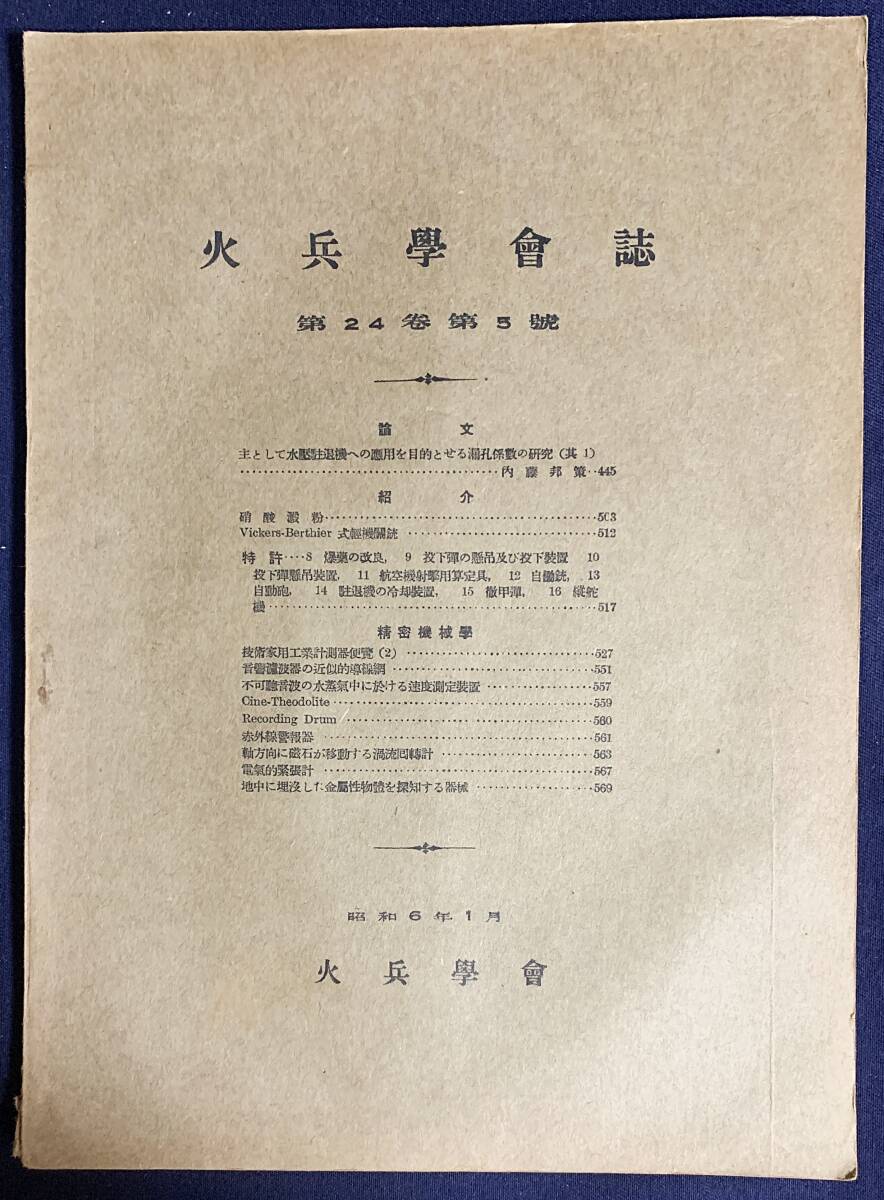 火兵學會誌
第24卷第5號
論文
主として水壓駐退機への應用を目的とせる漏孔係數の研究（其1）
内藤邦策‥445
紹介
硝酸澱粉‥‥503
Vickers-Berthier 式輕機關銃‥‥512
特許‥‥8 爆藥の改良， 9 投下彈の懸吊及び投下裝置 10
投下彈懸吊裝置， 11 航空機射擊用算定具， 12 自働銃， 13
自動砲， 14 駐退機の冷却裝置， 15 徹甲彈， 16 縱舵
機‥‥517
精密機械學
技術家用工業計測器便覽（2）‥‥527
音響濾波器の近似的導線網‥‥551
不可聽音波の水蒸氣中に於ける速度測定裝置‥‥557
Cine-Theodolite‥‥559
Recording Drum‥‥560
赤外線警報器‥‥561
軸方向に磁石が移動する渦流回轉計‥‥563
電氣的緊張計‥‥567
地中に埋沒した金屬性物體を探知する器械‥‥569
昭和6年1月
火兵學會